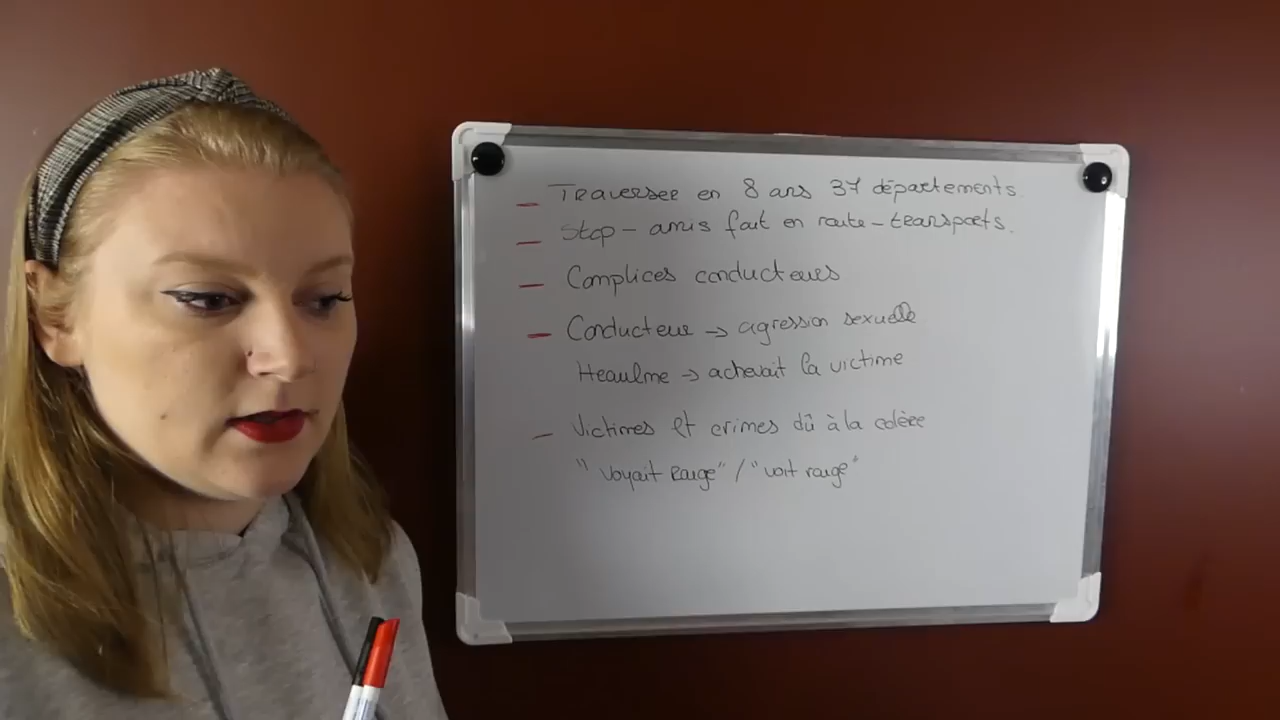 - Traversee en 8 ans 37 départements.
- Stop - amis fait en route - transports.
- Complices conducteurs
- Conducteur → agression sexuelle
Heaulme → achevait la victime
- Victimes et crimes dû à la colère
"Voyait Rouge" / "voit rouge"